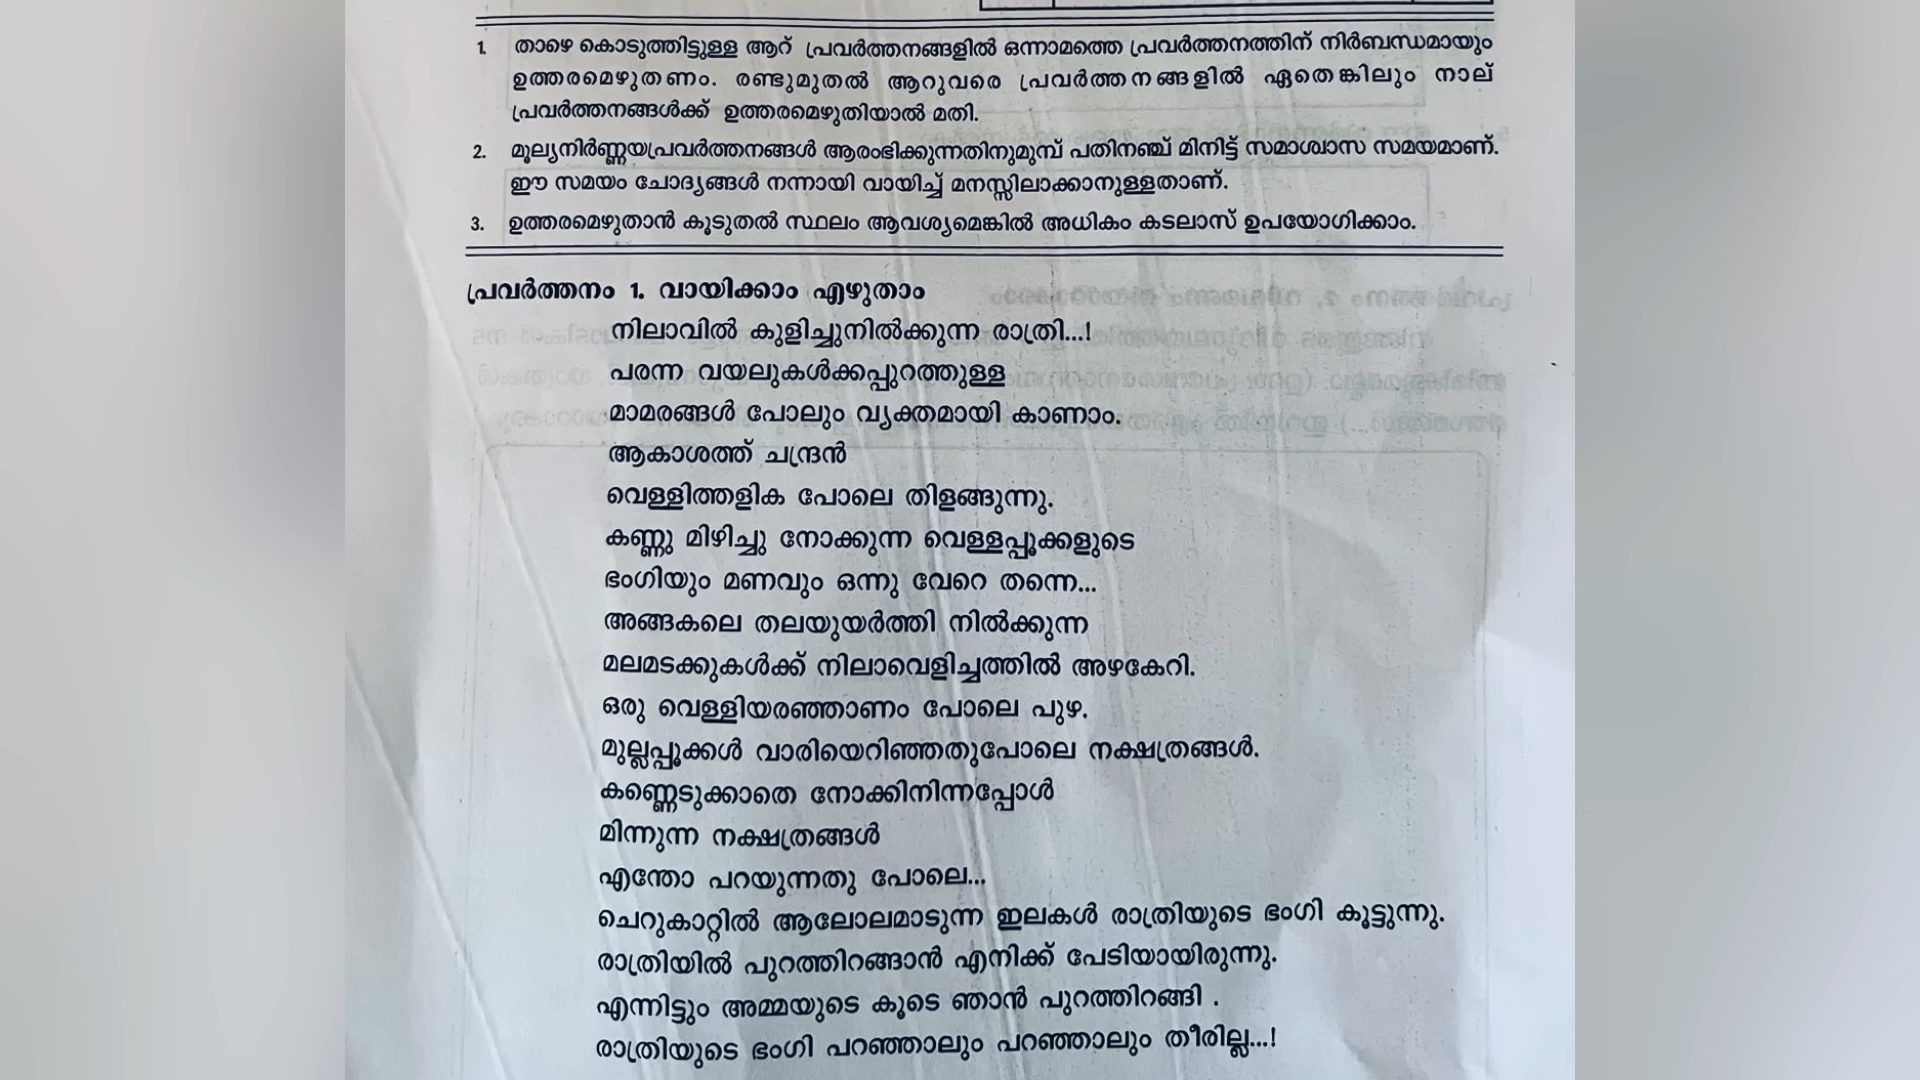 1. താഴെ കൊടുത്തിട്ടുള്ള ആറ് പ്രവർത്തനങ്ങളിൽ ഒന്നാമത്തെ പ്രവർത്തനത്തിന് നിർബന്ധമായും
ഉത്തരമെഴുതണം. രണ്ടുമുതൽ ആറുവരെ പ്രവർത്തനങ്ങളിൽ ഏതെങ്കിലും നാല്
പ്രവർത്തനങ്ങൾക്ക് ഉത്തരമെഴുതിയാൽ മതി.
2. മൂല്യനിർണ്ണയപ്രവർത്തനങ്ങൾ ആരംഭിക്കുന്നതിനുമുമ്പ് പതിനഞ്ച് മിനിട്ട് സമാശ്വാസ സമയമാണ്.
ഈ സമയം ചോദ്യങ്ങൾ നന്നായി വായിച്ച് മനസ്സിലാക്കാനുള്ളതാണ്.
3. ഉത്തരമെഴുതാൻ കൂടുതൽ സ്ഥലം ആവശ്യമെങ്കിൽ അധികം കടലാസ് ഉപയോഗിക്കാം.
പ്രവർത്തനം 1. വായിക്കാം എഴുതാം
നിലാവിൽ കുളിച്ചുനിൽക്കുന്ന രാത്രി...!
പരന്ന വയലുകൾക്കപ്പുറത്തുള്ള
മാമരങ്ങൾ പോലും വ്യക്തമായി കാണാം.
ആകാശത്ത് ചന്ദ്രൻ
വെള്ളിത്തളിക പോലെ തിളങ്ങുന്നു.
കണ്ണു മിഴിച്ചു നോക്കുന്ന വെള്ളപ്പൂക്കളുടെ
ഭംഗിയും മണവും ഒന്നു വേറെ തന്നെ...
അങ്ങകലെ തലയുയർത്തി നിൽക്കുന്ന
മലമടക്കുകൾക്ക് നിലാവെളിച്ചത്തിൽ അഴകേറി.
ഒരു വെള്ളിയരഞ്ഞാണം പോലെ പുഴ.
മുല്ലപ്പൂക്കൾ വാരിയെറിഞ്ഞതുപോലെ നക്ഷത്രങ്ങൾ.
കണ്ണെടുക്കാതെ നോക്കിനിന്നപ്പോൾ
മിന്നുന്ന നക്ഷത്രങ്ങൾ
എന്തോ പറയുന്നതു പോലെ...
ചെറുകാറ്റിൽ ആലോലമാടുന്ന ഇലകൾ രാത്രിയുടെ ഭംഗി കൂട്ടുന്നു.
രാത്രിയിൽ പുറത്തിറങ്ങാൻ എനിക്ക് പേടിയായിരുന്നു.
എന്നിട്ടും അമ്മയുടെ കൂടെ ഞാൻ പുറത്തിറങ്ങി .
രാത്രിയുടെ ഭംഗി പറഞ്ഞാലും പറഞ്ഞാലും തീരില്ല...!